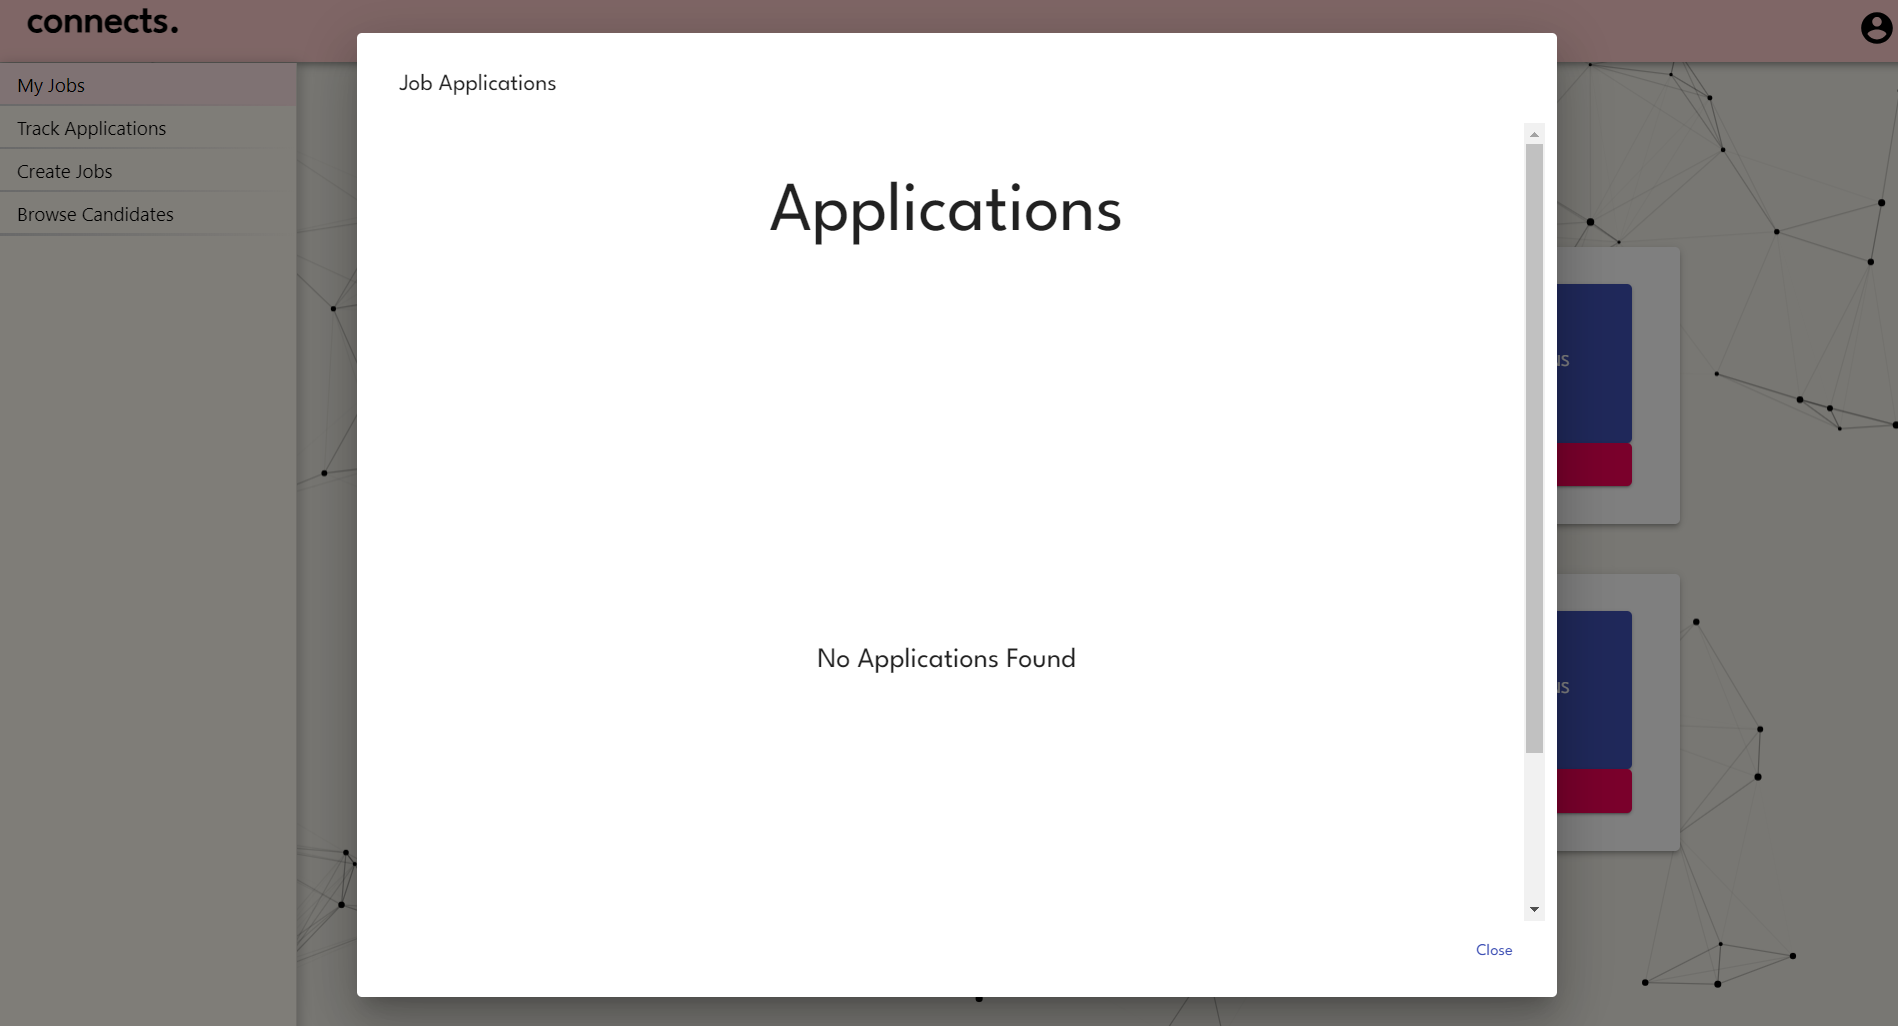 connects.
My Jobs
Track Applications
Create Jobs
Browse Candidates
Job Applications
Applications
No Applications Found
Close